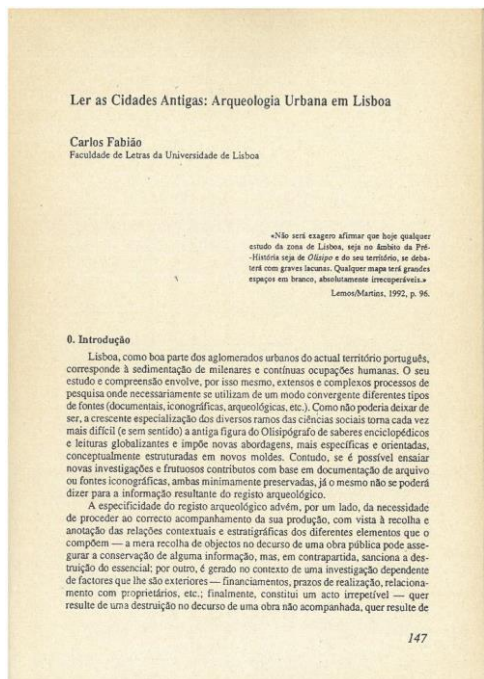 Ler as Cidades Antigas: Arqueologia Urbana em Lisboa
Carlos Fabião
Faculdade de Letras da Universidade de Lisboa
«Não será exagero afirmar que hoje qualquer
estudo da zona de Lisboa, seja no âmbito da Pré-
-História seja de Olisipo e do seu território, se deba-
terá com graves lacunas. Qualquer mapa terá grandes
espaços em branco, absolutamente irrecoperáveis.»
Lemos/Martins, 1992, p. 96.
0. Introdução
Lisboa, como boa parte dos aglomerados urbanos do actual território português,
corresponde à sedimentação de milenares e contínuas ocupações humanas. O seu
estudo e compreensão envolve, por isso mesmo, extensos e complexos processos de
pesquisa onde necessariamente se utilizam de um modo convergente diferentes tipos
de fontes (documentais, iconográficas, arqueológicas, etc.). Como não poderia deixar de
ser, a crescente especialização dos diversos ramos das ciências sociais torna cada vez
mais difícil (e sem sentido) a antiga figura do Olisipógrafo de saberes enciclopédicos
e leituras globalizantes e impõe novas abordagens, mais específicas e orientadas,
conceptualmente estruturadas em novos moldes. Contudo, se é possível ensaiar
novas investigações e frutuosos contributos com base em documentação de arquivo
ou fontes iconográficas, ambas minimamente preservadas, já o mesmo não se poderá
dizer para a informação resultante do registo arqueológico.
A especificidade do registo arqueológico advém, por um lado, da necessidade
de proceder ao correcto acompanhamento da sua produção, com vista à recolha e
anotação das relações contextuais e estratigráficas dos diferentes elementos que o
compõem — a mera recolha de objectos no decurso de uma obra pública pode asse-
gurar a conservação de alguma informação, mas, em contrapartida, sanciona a des-
truição do essencial; por outro, é gerado no contexto de uma investigação dependente
de factores que lhe são exteriores — financiamentos, prazos de realização, relaciona-
mento com proprietários, etc.; finalmente, constitui um acto irrepetível — quer
resulte de uma destruição no decurso de uma obra não acompanhada, quer resulte de
147